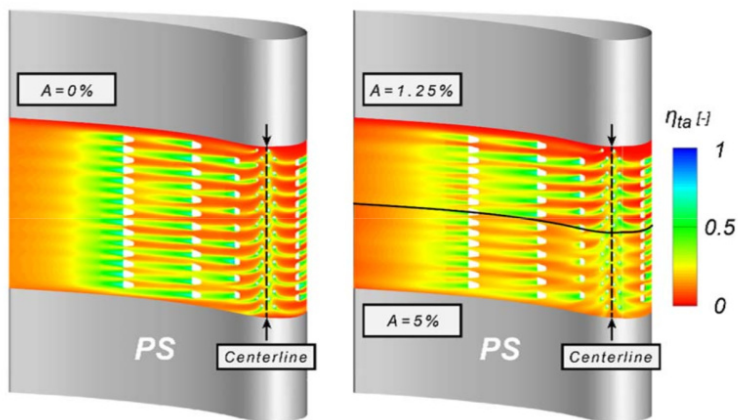 A=0%
PS
Centerline
A=1.25%
A=5%
PS
Centerline
ηta [-]
1
0.5
0